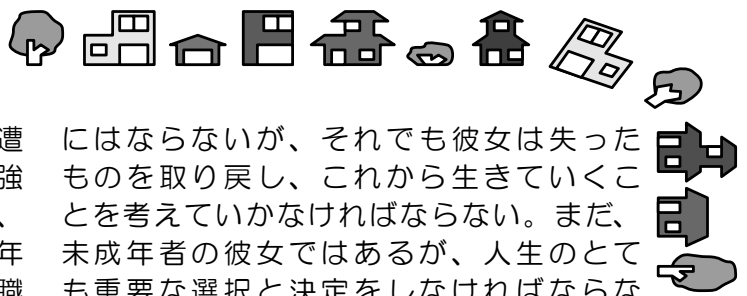 遭
強
、
年
職
にはならないが、それでも彼女は失った
ものを取り戻し、これから生きていくこ
とを考えていかなければならない。まだ、
未成年者の彼女ではあるが、人生のとて
も重要な選択と決定をしなければならな